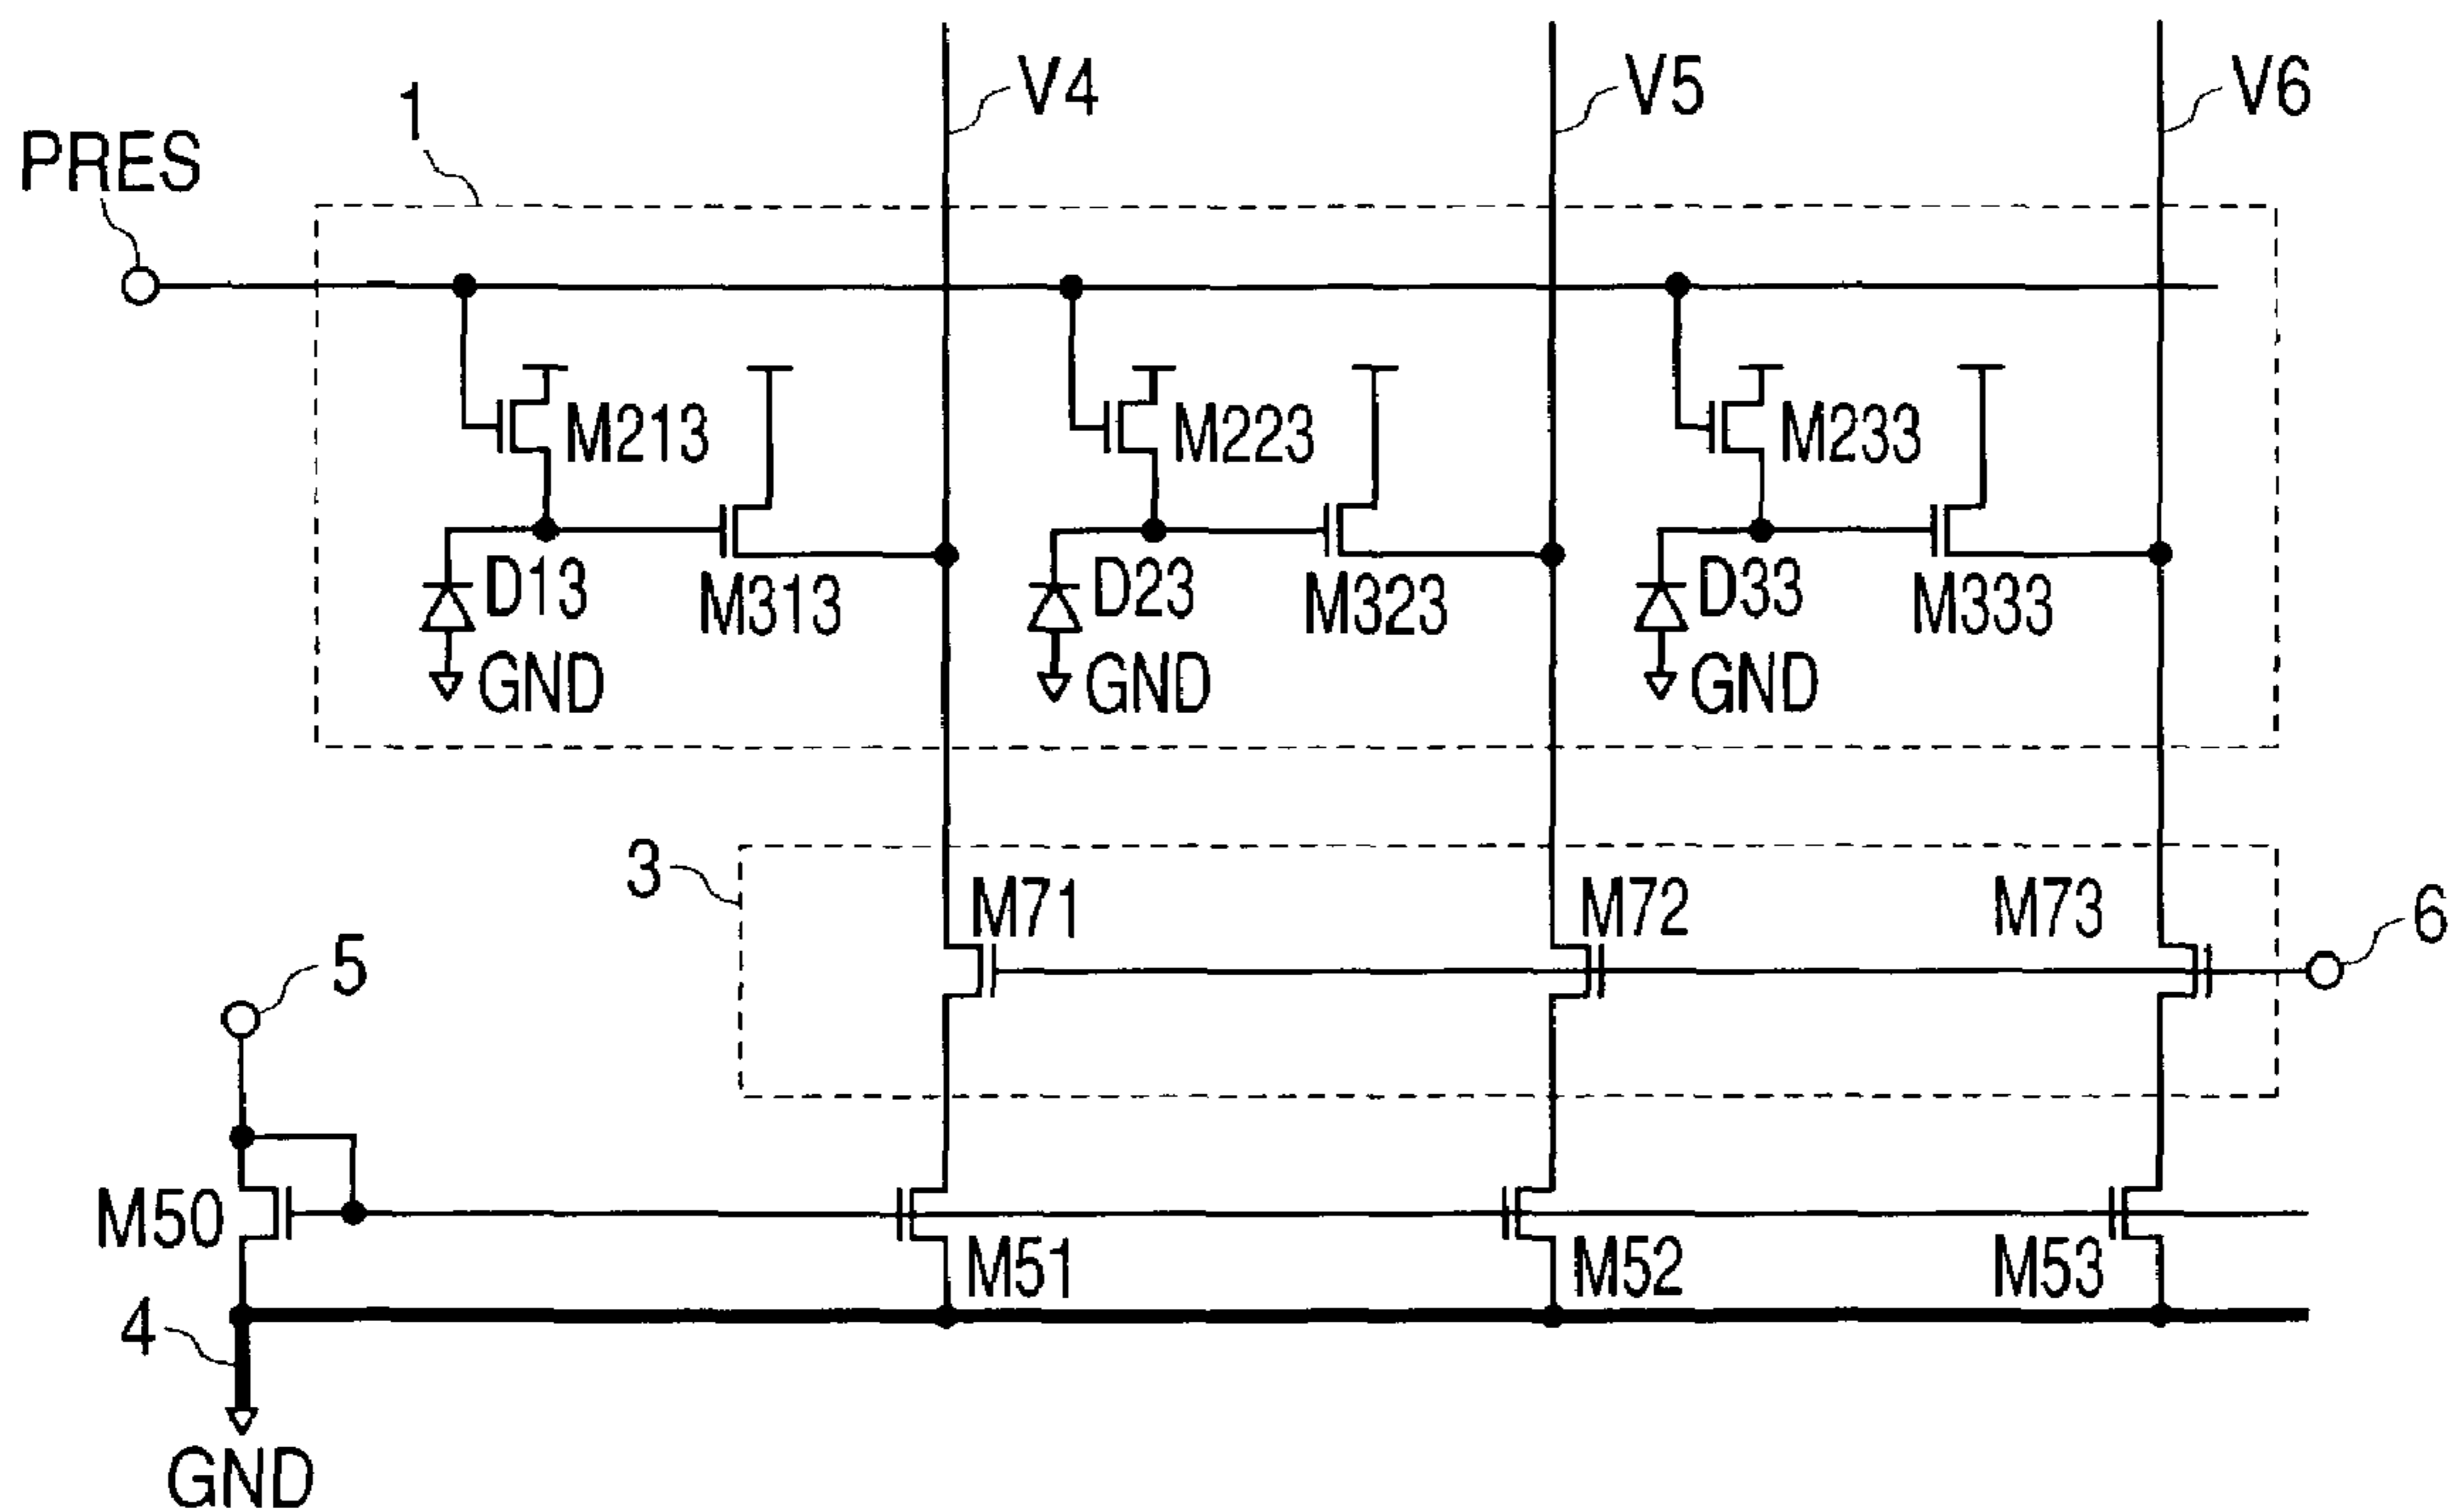 V4
V5
V6
1
PRES
M213
M223
M233
D13
M313
D23
M323
D33
M333
GND
GND
GND
3
M71
M72
M73
6
5
M50
M51
M52
M53
4
GND